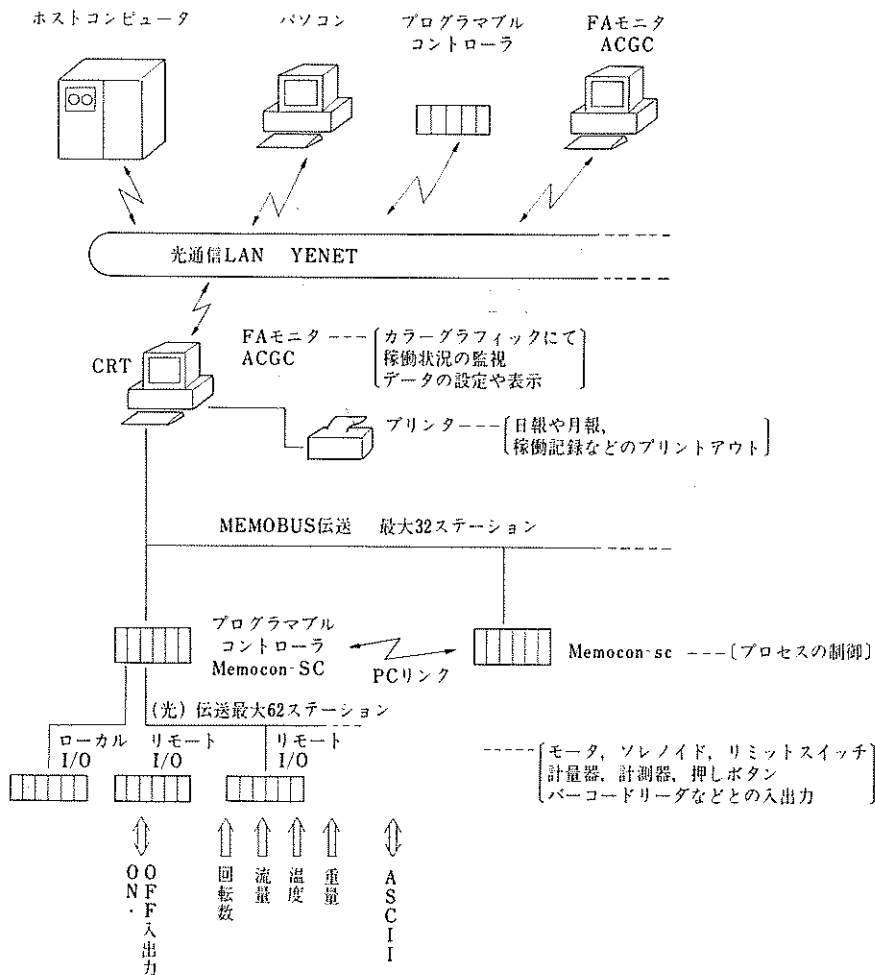 ホストコンピュータ
パソコン
プログラマブル
コントローラ
FAモニタ
ACGC
光通信LAN YENET
CRT
FAモニタ
ACGC
カラーグラフィックにて
稼働状況の監視
データの設定や表示
プリンター
日報や月報,
稼働記録などのプリントアウト
MEMOBUS伝送 最大32ステーション
プログラマブル
コントローラ
Memocon-SC
PCリンク
Memocon-sc ---〔プロセスの制御〕
(光)伝送最大62ステーション
ローカル
I/O
リモート
I/O
リモート
I/O
モータ, ソレノイド, リミットスイッチ
計量器, 計測器, 押しボタン
バーコードリーダなどとの入出力
ON・
OFF入出力
回転数
流量
温度
重量
ASCII